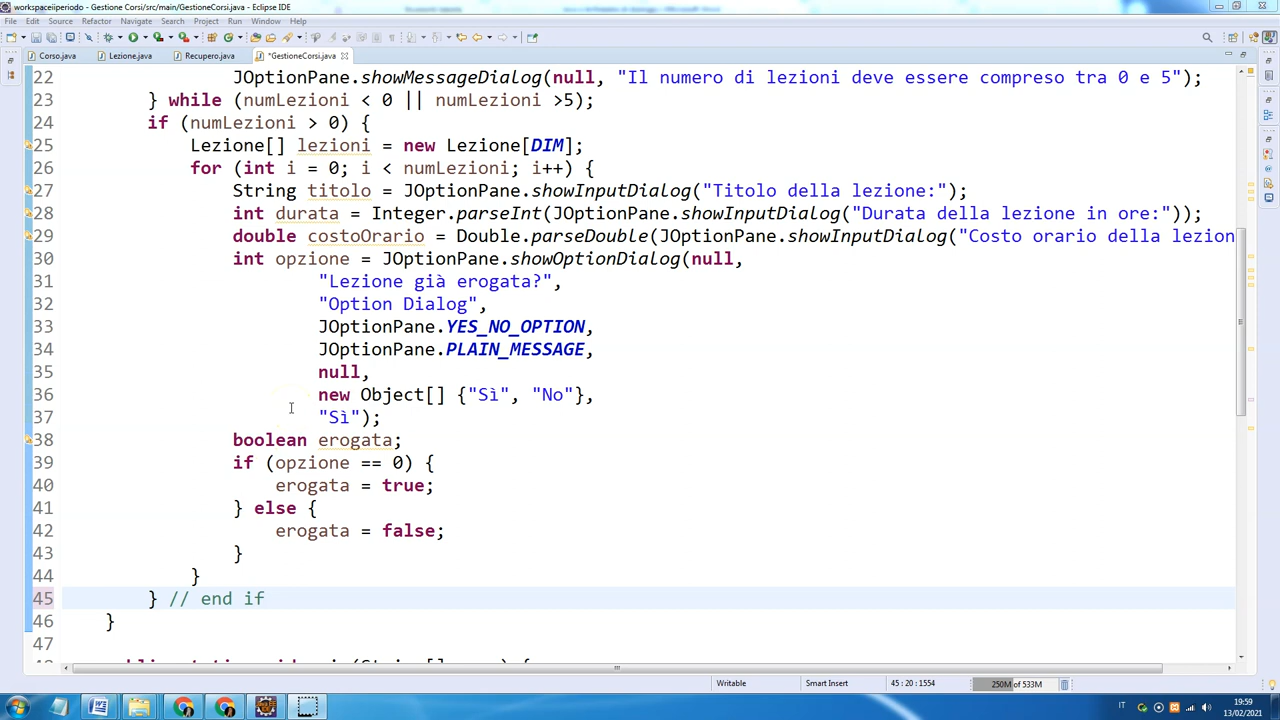 workspaceiiperiodo - Gestione Corsi/src/main/GestioneCorsi.java - Eclipse IDE
File Edit Source Refactor Navigate Search Project Run Window Help
Corso.java Lezione.java Recupero.java *GestioneCorsi.java
22 JOptionPane.showMessageDialog(null, "Il numero di lezioni deve essere compreso tra 0 e 5");
23 } while (numLezioni < 0 || numLezioni >5);
24 if (numLezioni > 0) {
25 Lezione[] lezioni = new Lezione[DIM];
26 for (int i = 0; i < numLezioni; i++) {
27 String titolo = JOptionPane.showInputDialog("Titolo della lezione:");
28 int durata = Integer.parseInt(JOptionPane.showInputDialog("Durata della lezione in ore:"));
29 double costoOrario = Double.parseDouble(JOptionPane.showInputDialog("Costo orario della lezion
30 int opzione = JOptionPane.showOptionDialog(null,
31 "Lezione già erogata?",
32 "Option Dialog",
33 JOptionPane.YES_NO_OPTION,
34 JOptionPane.PLAIN_MESSAGE,
35 null,
36 new Object[] {"Sì", "No"},
37 "Sì");
38 boolean erogata;
39 if (opzione == 0) {
40 erogata = true;
41 } else {
42 erogata = false;
43 }
44 }
45 } // end if
46 }
47
Writable Smart Insert 45 : 20 : 1554 250M of 533M
IT 19:59
13/02/2021